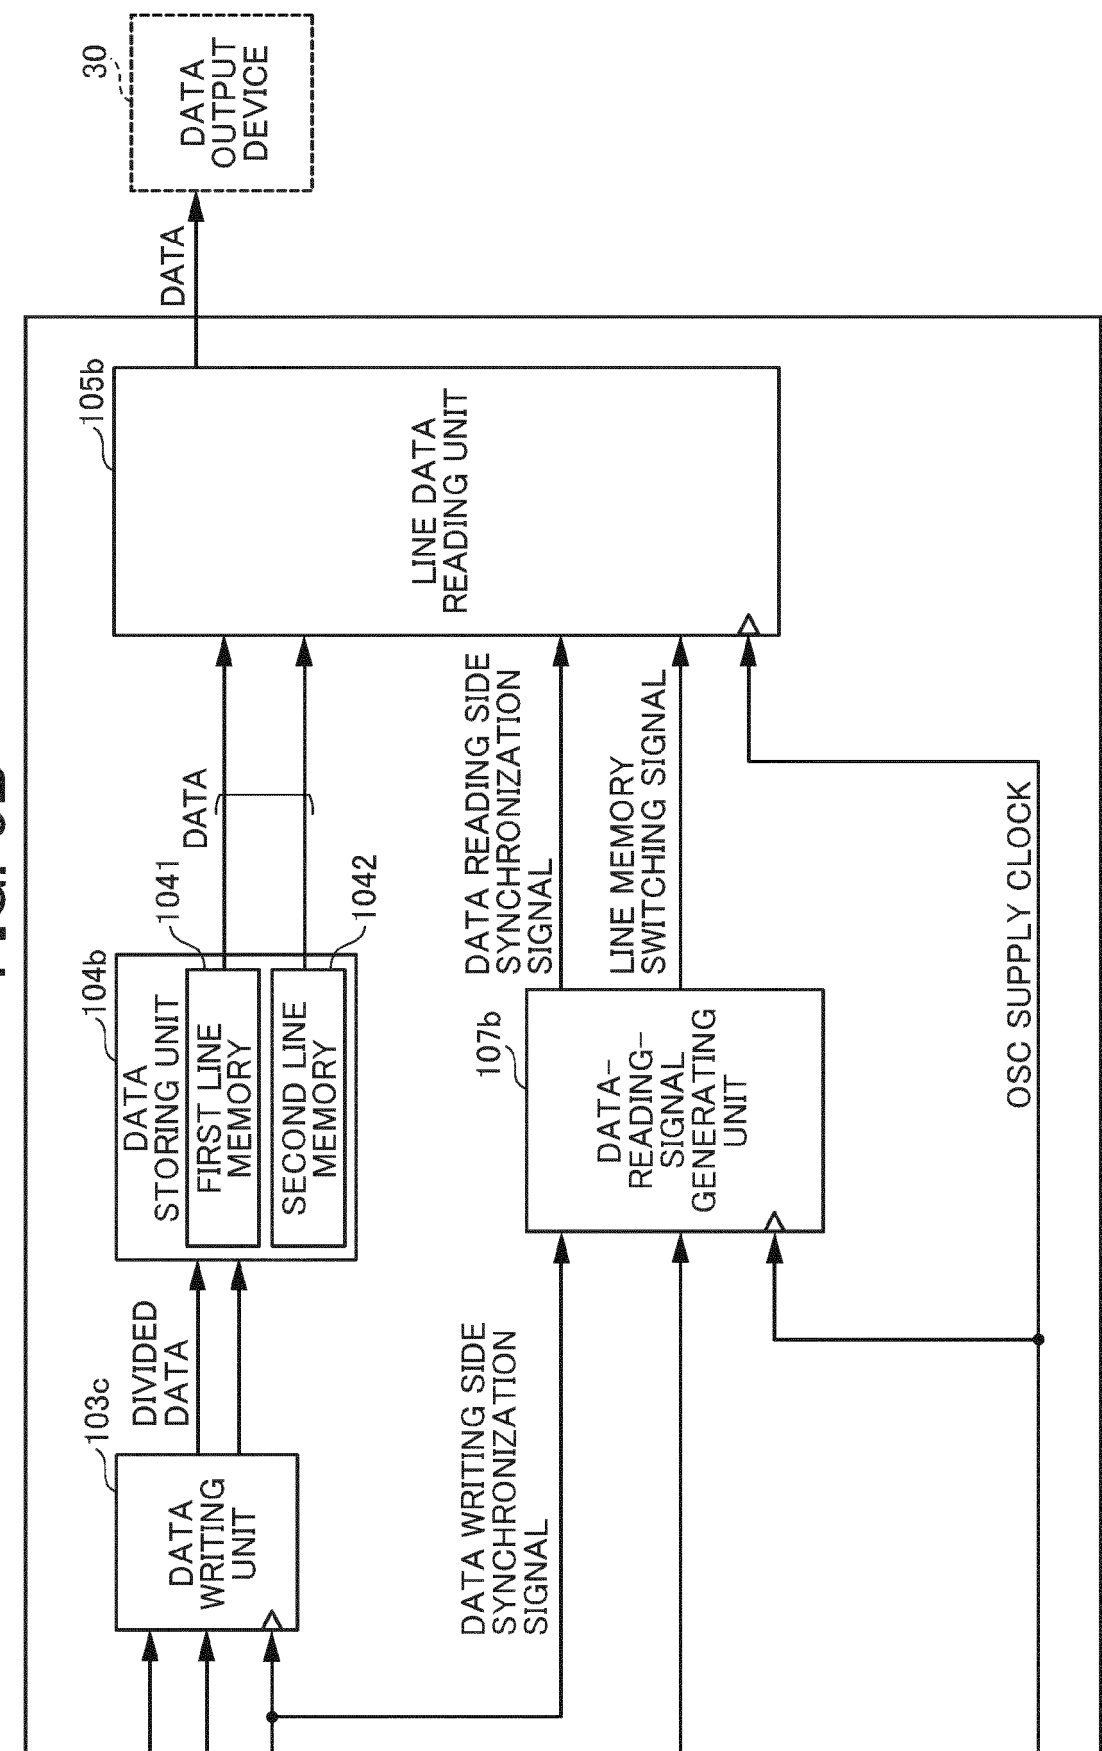 30
DATA
OUTPUT
DEVICE
DATA
105b
LINE DATA
READING UNIT
DATA
1041
1042
104b
DATA
STORING UNIT
FIRST LINE
MEMORY
SECOND LINE
MEMORY
DATA READING SIDE
SYNCHRONIZATION
SIGNAL
LINE MEMORY
SWITCHING SIGNAL
107b
DATA-
READING-
SIGNAL
GENERATING
UNIT
OSC SUPPLY CLOCK
DIVIDED
DATA
103c
DATA
WRITING
UNIT
DATA WRITING SIDE
SYNCHRONIZATION
SIGNAL